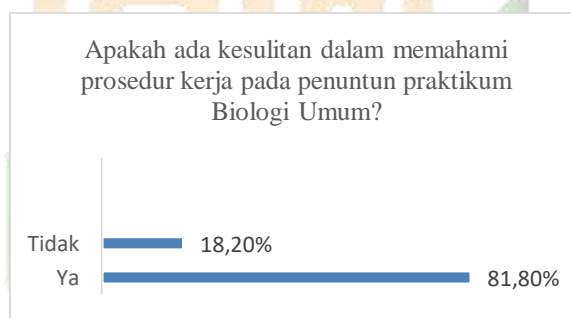 Apakah ada kesulitan dalam memahami
prosedur kerja pada penuntun praktikum
Biologi Umum?
Tidak 18,20%
Ya 81,80%